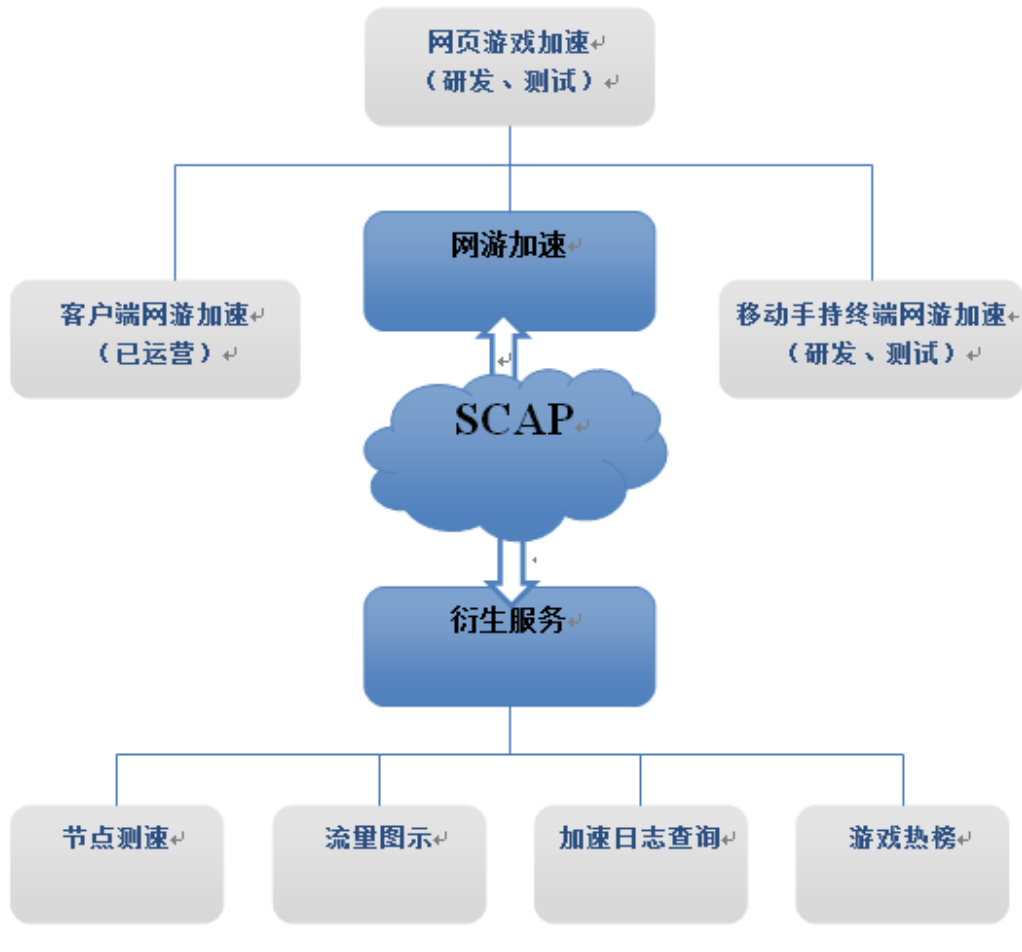 网页游戏加速
（研发、测试）
网游加速
客户端网游加速
（已运营）
移动手持终端网游加速
（研发、测试）
SCAP
衍生服务
节点测速
流量图示
加速日志查询
游戏热榜